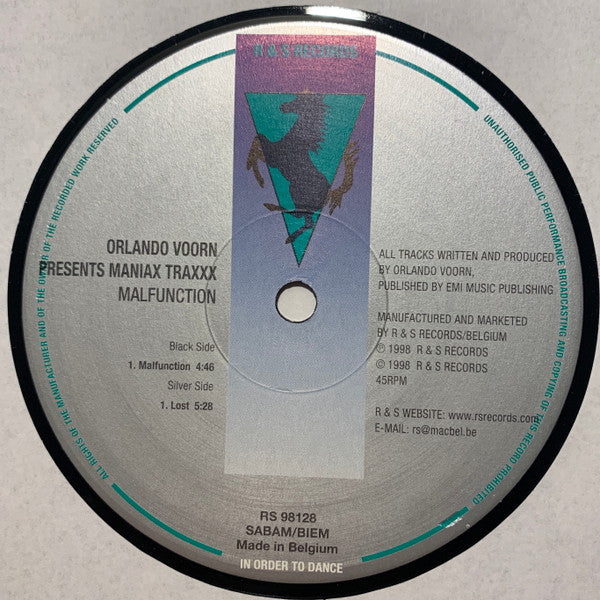 R & S RECORDS
ORLANDO VOORN
PRESENTS MANIAX TRAXXX
MALFUNCTION
Black Side
1. Malfunction 4:46
Silver Side
1. Lost 5:28
ALL TRACKS WRITTEN AND PRODUCED
BY ORLANDO VOORN,
PUBLISHED BY EMI MUSIC PUBLISHING
MANUFACTURED AND MARKETED
BY R & S RECORDS/BELGIUM
℗ 1998 R & S RECORDS
© 1998 R & S RECORDS
45RPM
R & S WEBSITE: www.rsrecords.com
E-MAIL: rs@macbel.be
RS 98128
SABAM/BIEM
Made in Belgium
IN ORDER TO DANCE
ALL RIGHTS OF THE MANUFACTURER AND OF THE OWNER OF THE RECORDED WORK RESERVED
UNAUTHORISED PUBLIC PERFORMANCE BROADCASTING AND COPYING OF THIS RECORD PROHIBITED